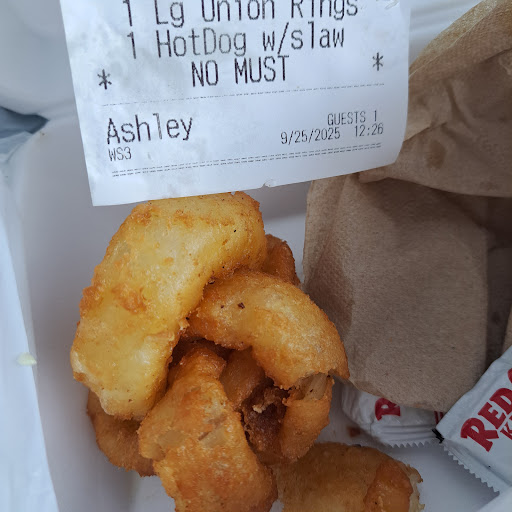 1 Lg Onion Rings
1 HotDog w/slaw
* NO MUST *
Ashley
GUESTS 1
WS3
9/25/2025 12:26
RED
K
R